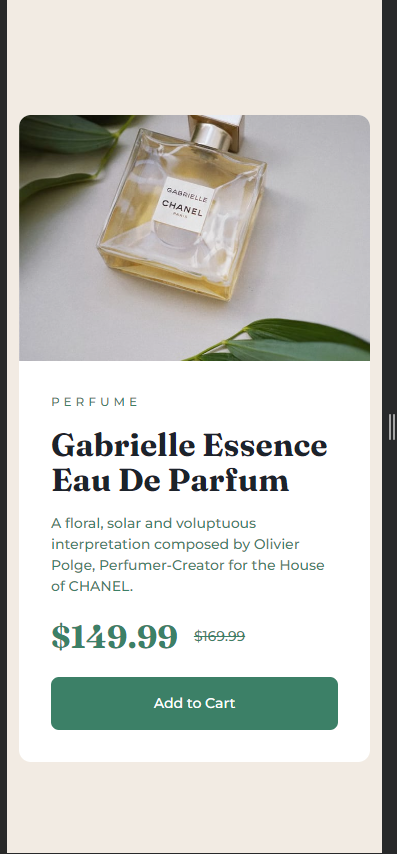 GABRIELLE
CHANEL
PARIS
PERFUME
Gabrielle Essence
Eau De Parfum
A floral, solar and voluptuous
interpretation composed by Olivier
Polge, Perfumer-Creator for the House
of CHANEL.
$149.99 $169.99
Add to Cart